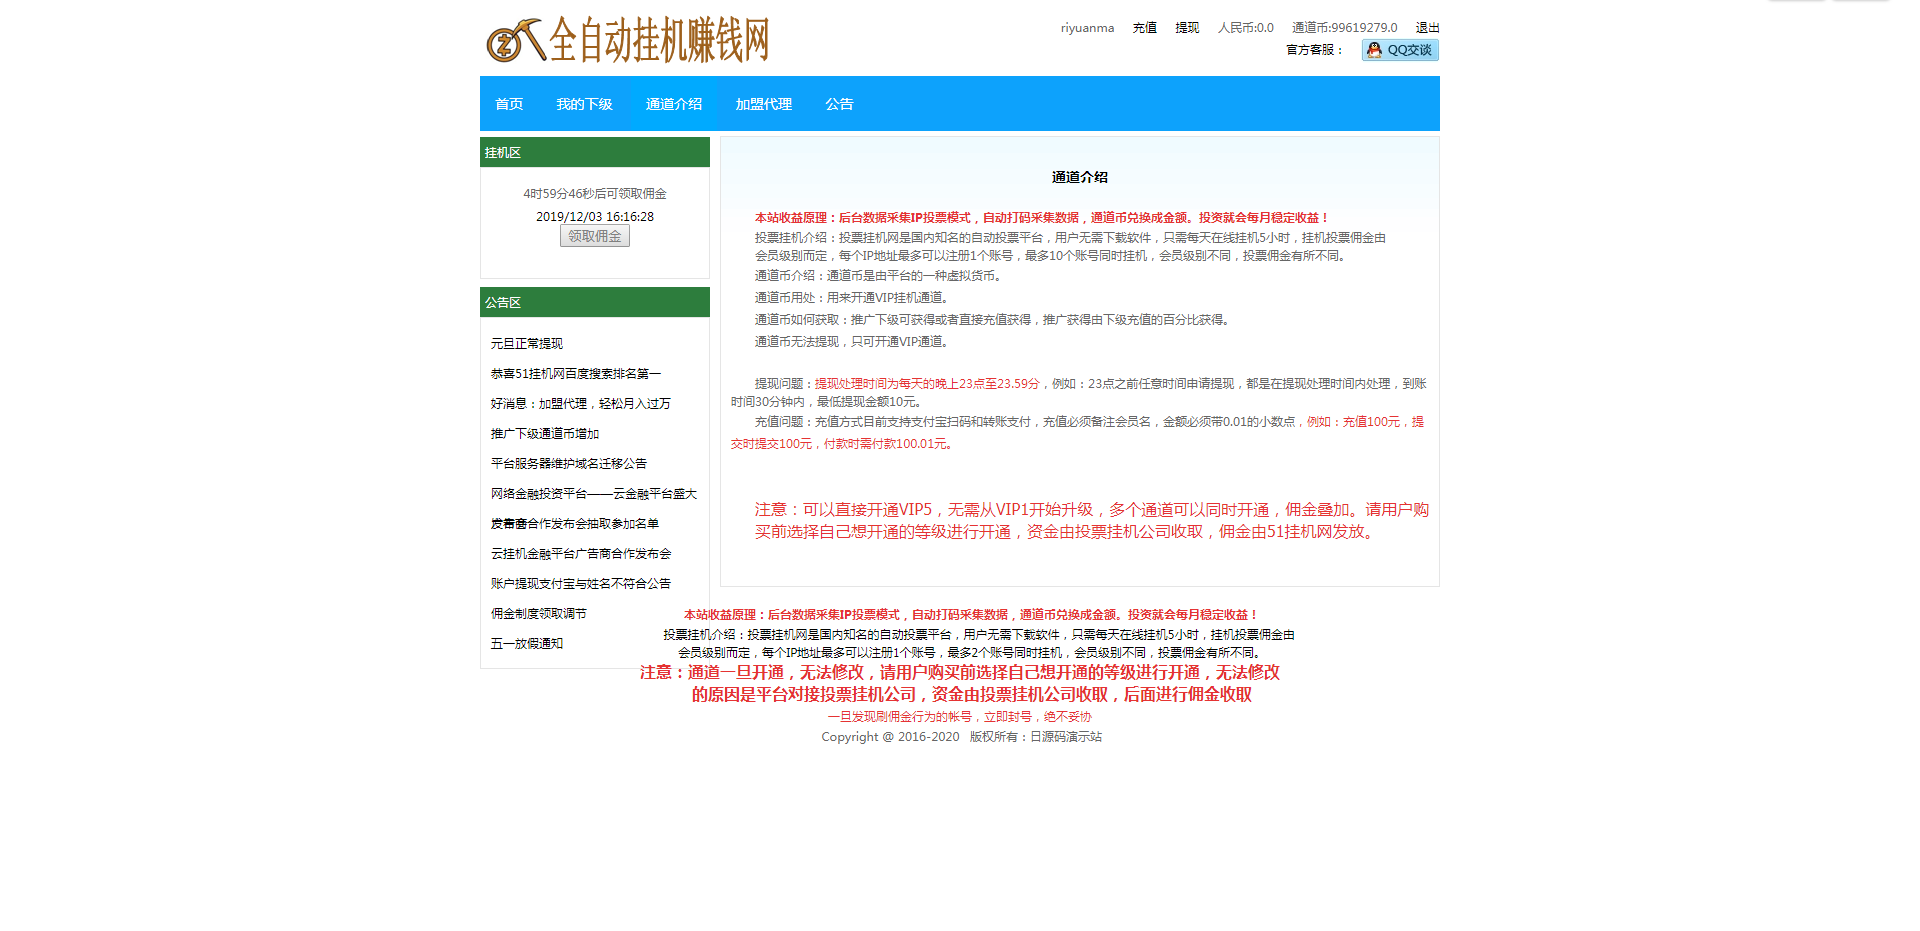 全自动挂机赚钱网
riyuanma 充值 提现 人民币:0.0 通道币:99619279.0 退出
官方客服： QQ交谈
首页 我的下级 通道介绍 加盟代理 公告
挂机区
4时59分46秒后可领取佣金
2019/12/03 16:16:28
领取佣金
公告区
元旦正常提现
恭喜51挂机网百度搜索排名第一
好消息：加盟代理，轻松月入过万
推广下级通道币增加
平台服务器维护域名迁移公告
网络金融投资平台——云金融平台盛大
合作发布会抽取参加名单
云挂机金融平台广告商合作发布会
账户提现支付宝与姓名不符合公告
佣金制度领取调节
五一放假通知
通道介绍
本站收益原理：后台数据采集IP投票模式，自动打码采集数据，通道币兑换成金额。投资就会每月稳定收益！
投票挂机介绍：投票挂机网是国内知名的自动投票平台，用户无需下载软件，只需每天在线挂机5小时，挂机投票佣金由
会员级别而定，每个IP地址最多可以注册1个账号，最多10个账号同时挂机，会员级别不同，投票佣金有所不同。
通道币介绍：通道币是由平台的一种虚拟货币。
通道币用处：用来开通VIP挂机通道。
通道币如何获取：推广下级可获得或者直接充值获得，推广获得由下级充值的百分比获得。
通道币无法提现，只可开通VIP通道。
提现问题：提现处理时间为每天的晚上23点至23.59分，例如：23点之前任意时间申请提现，都是在提现处理时间内处理，到账
时间30分钟内，最低提现金额10元。
充值问题：充值方式目前支持支付宝扫码和转账支付，充值必须备注会员名，金额必须带0.01的小数点，例如：充值100元，提
交时提交100元，付款时需付款100.01元。
注意：可以直接开通VIP5，无需从VIP1开始升级，多个通道可以同时开通，佣金叠加。请用户购
买前选择自己想开通的等级进行开通，资金由投票挂机公司收取，佣金由51挂机网发放。
本站收益原理：后台数据采集IP投票模式，自动打码采集数据，通道币兑换成金额。投资就会每月稳定收益！
投票挂机介绍：投票挂机网是国内知名的自动投票平台，用户无需下载软件，只需每天在线挂机5小时，挂机投票佣金由
会员级别而定，每个IP地址最多可以注册1个账号，最多2个账号同时挂机，会员级别不同，投票佣金有所不同。
注意：通道一旦开通，无法修改，请用户购买前选择自己想开通的等级进行开通，无法修改
的原因是平台对接投票挂机公司，资金由投票挂机公司收取，后面进行佣金收取
一旦发现刷佣金行为的帐号，立即封号，绝不妥协
Copyright @ 2016-2020 版权所有：日源码演示站